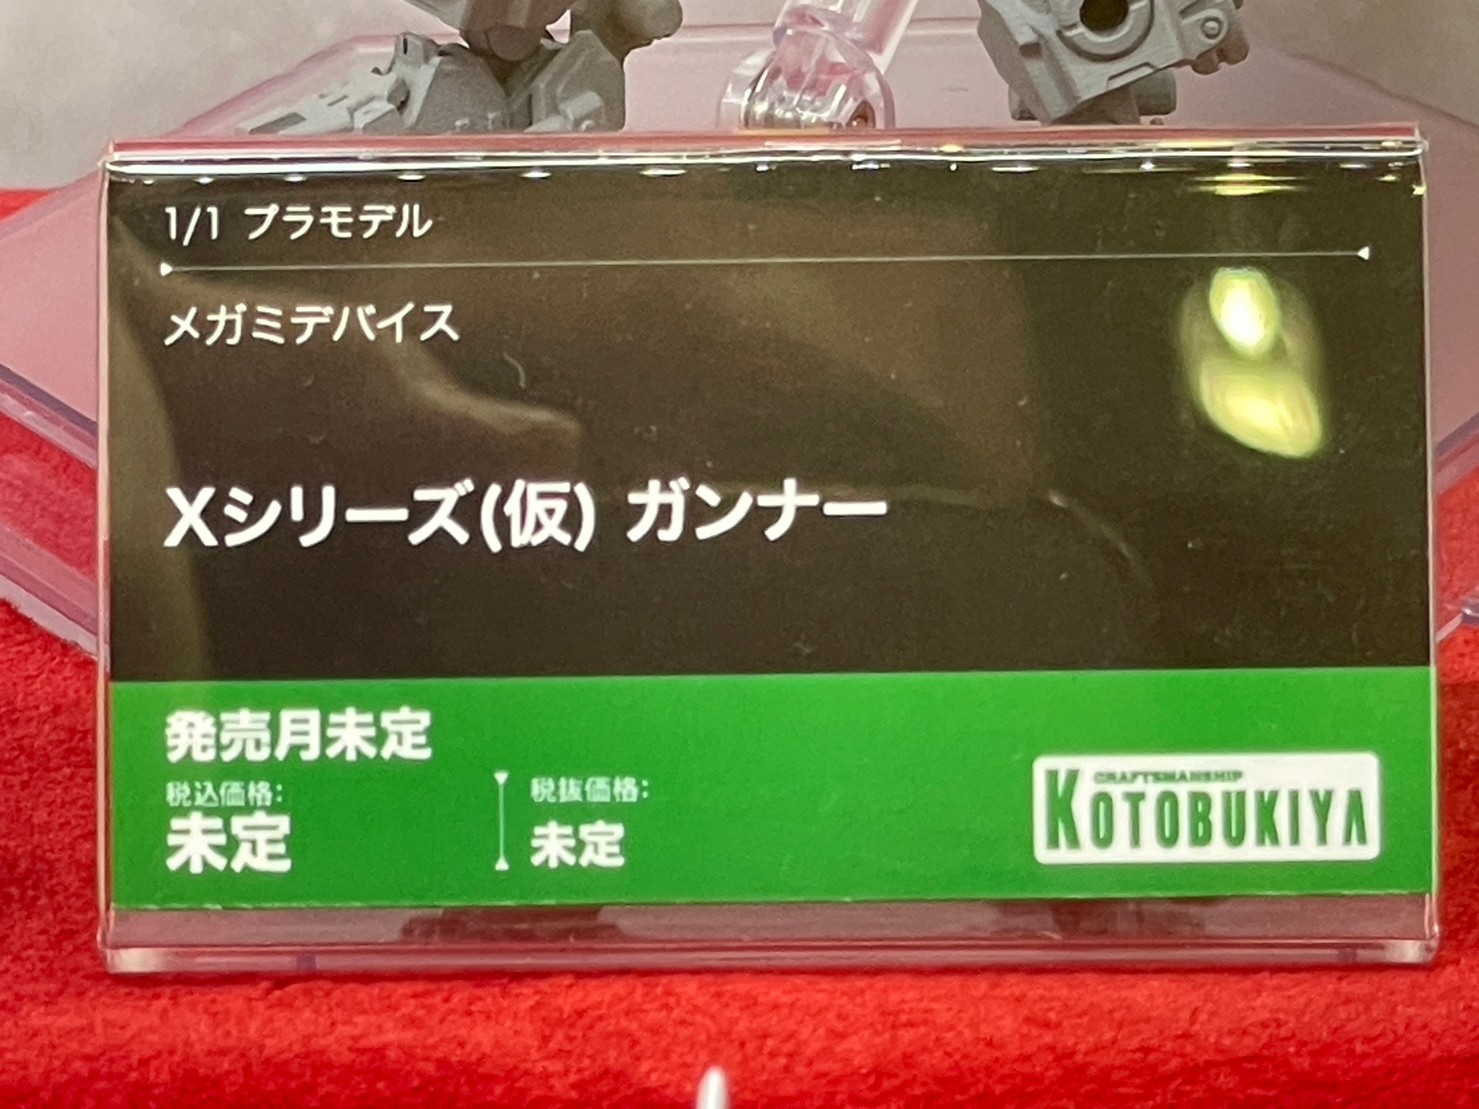 1/1 プラモデル
メガミデバイス
Xシリーズ(仮) ガンナー
発売月未定
税込価格:
未定
税抜価格:
未定
CRAFTSMANSHIP
KOTOBUKIYA